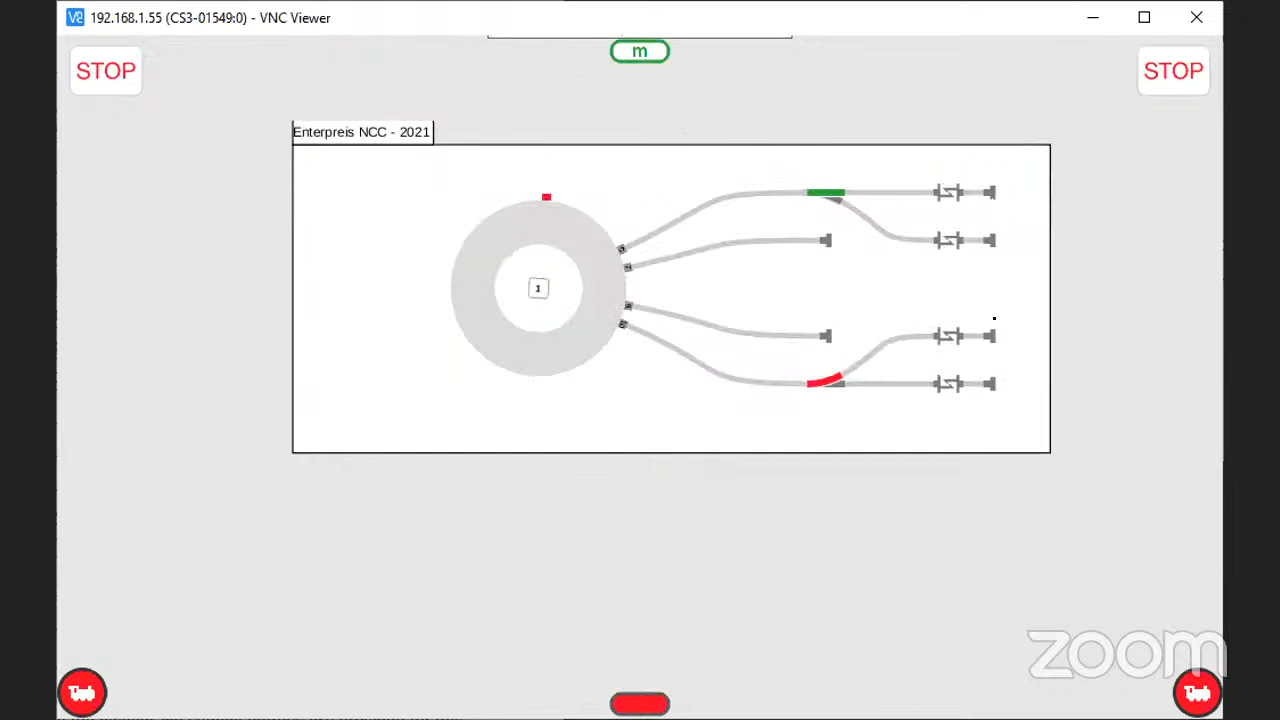 192.168.1.55 (CS3-01549:0) - VNC Viewer
m
STOP
STOP
Enterpreis NCC - 2021
1
zoom